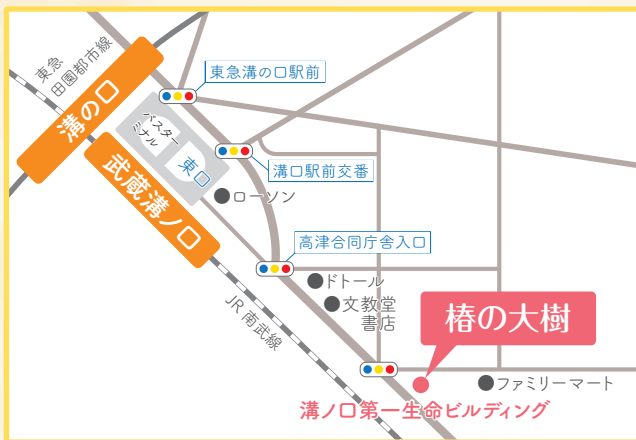 東急
田園都市線
東急溝の口駅前
溝の口
バスター
ミナル
東口
溝口駅前交番
武蔵溝ノ口
ローソン
高津合同庁舎入口
ドトール
JR 南武線
文教堂
書店
椿の大樹
ファミリーマート
溝ノ口第一生命ビルディング